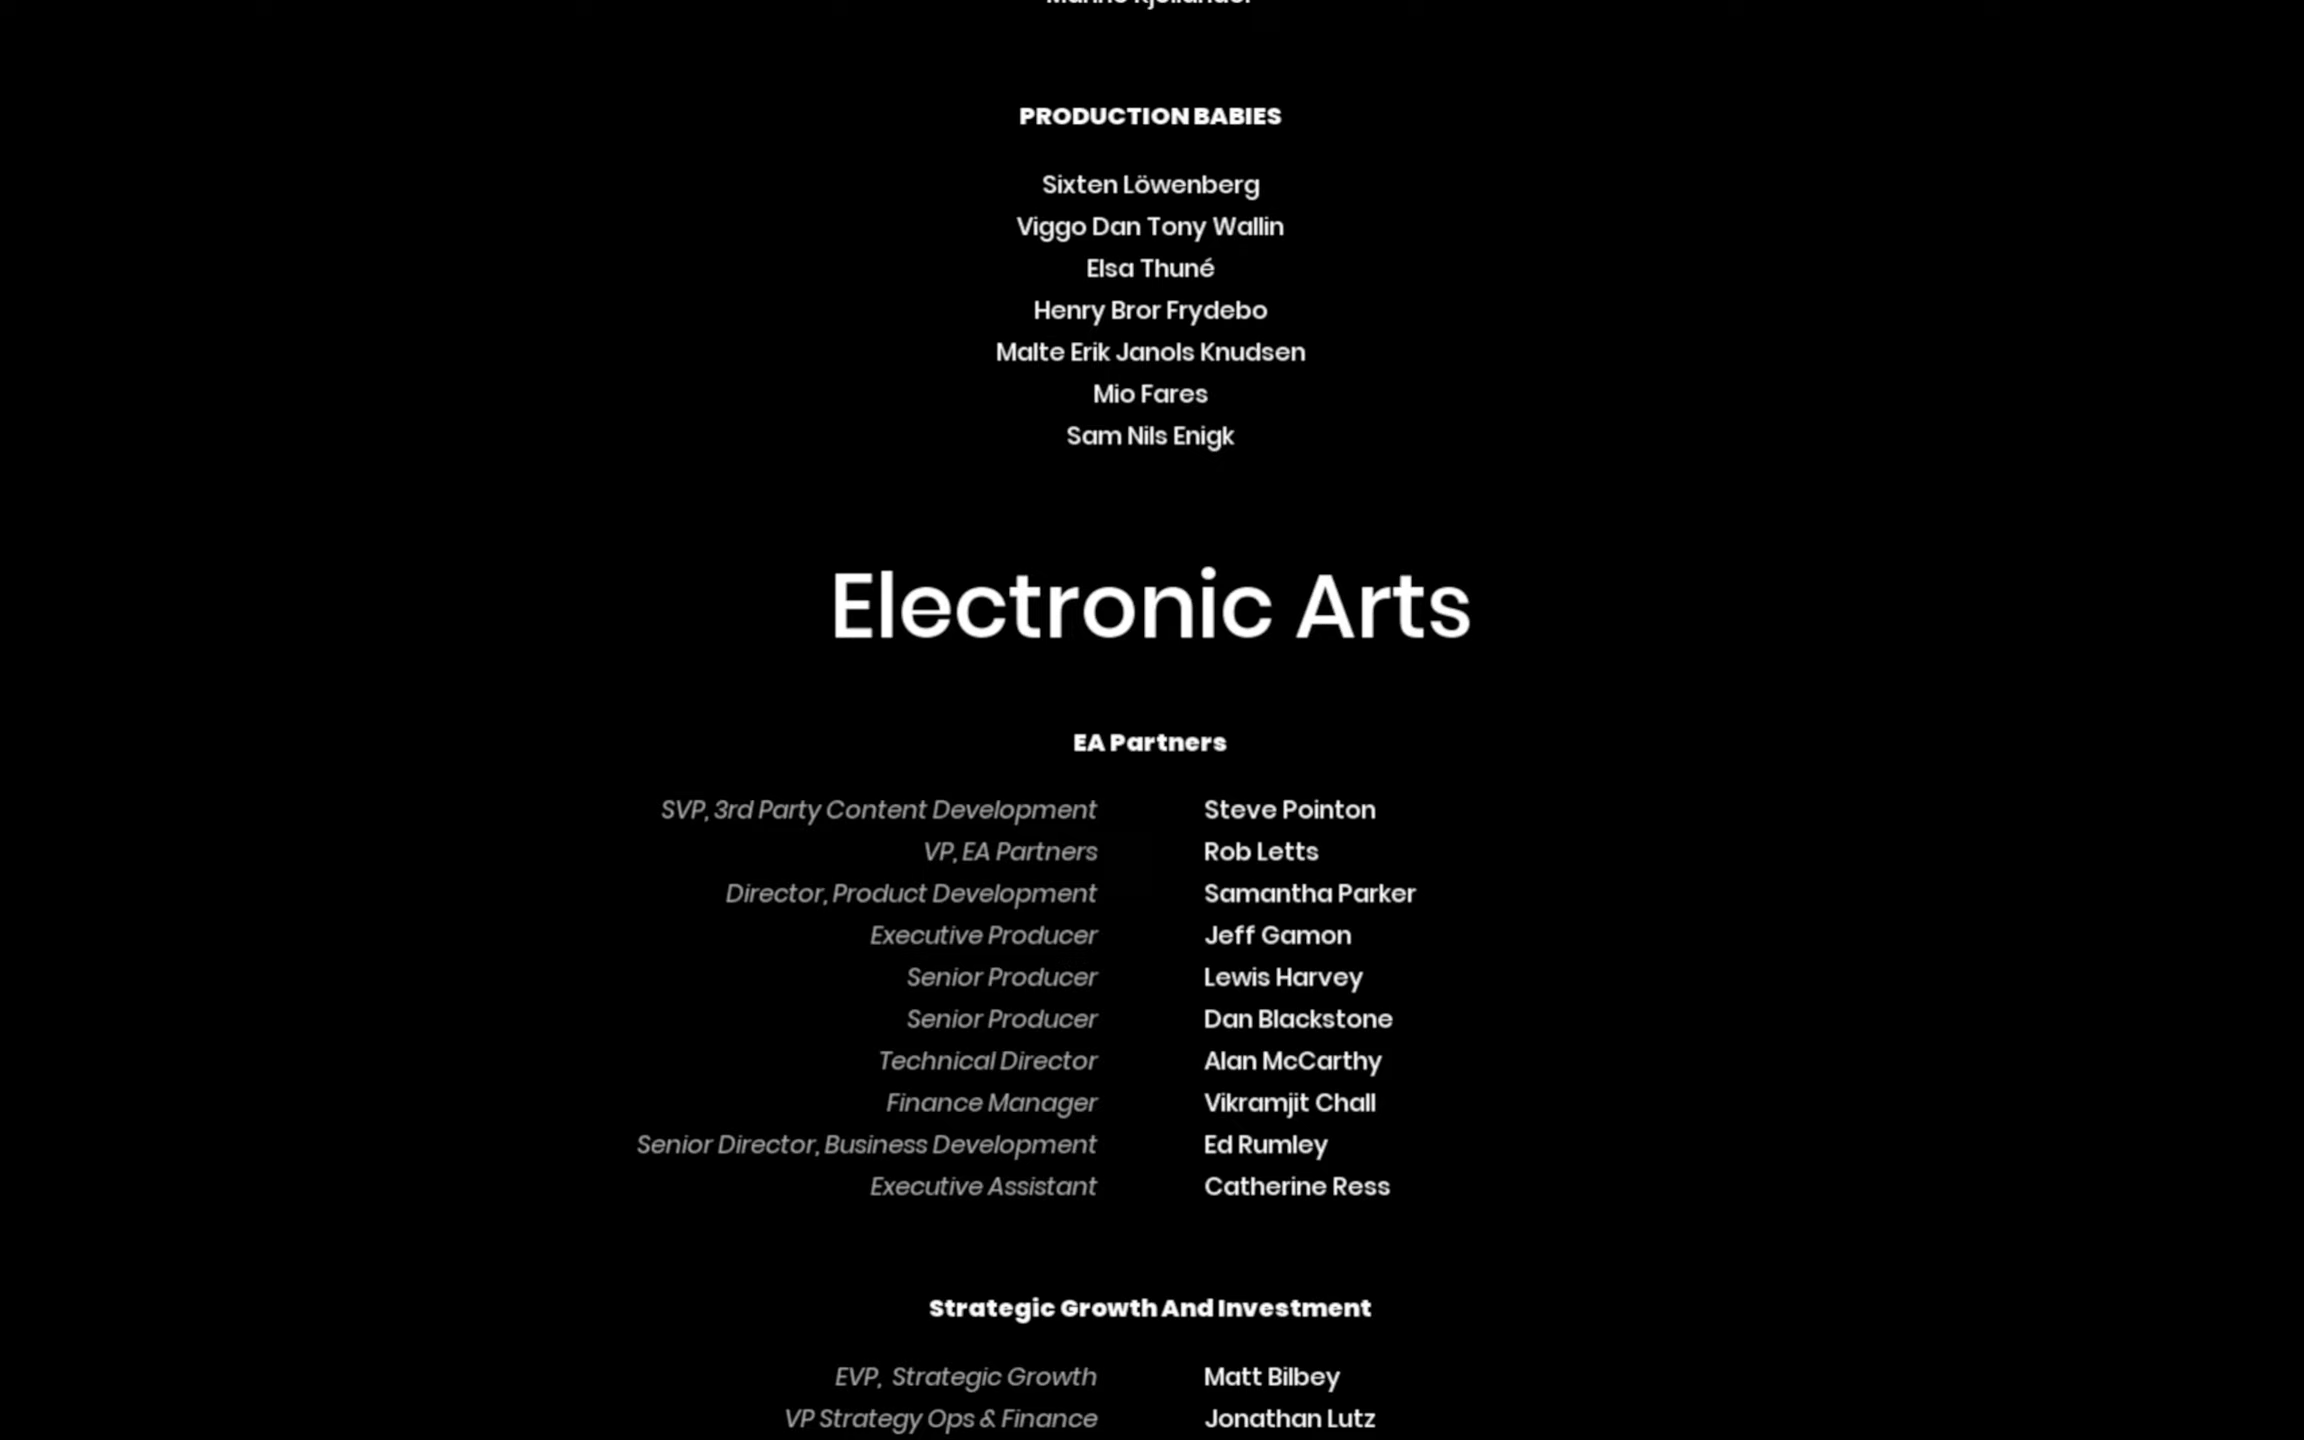 PRODUCTION BABIES
Sixten Löwenberg
Viggo Dan Tony Wallin
Elsa Thuné
Henry Bror Frydebo
Malte Erik Janols Knudsen
Mio Fares
Sam Nils Enigk
Electronic Arts
EA Partners
SVP, 3rd Party Content Development Steve Pointon
VP, EA Partners Rob Letts
Director, Product Development Samantha Parker
Executive Producer Jeff Gamon
Senior Producer Lewis Harvey
Senior Producer Dan Blackstone
Technical Director Alan McCarthy
Finance Manager Vikramjit Chall
Senior Director, Business Development Ed Rumley
Executive Assistant Catherine Ress
Strategic Growth And Investment
EVP, Strategic Growth Matt Bilbey
VP Strategy Ops & Finance Jonathan Lutz